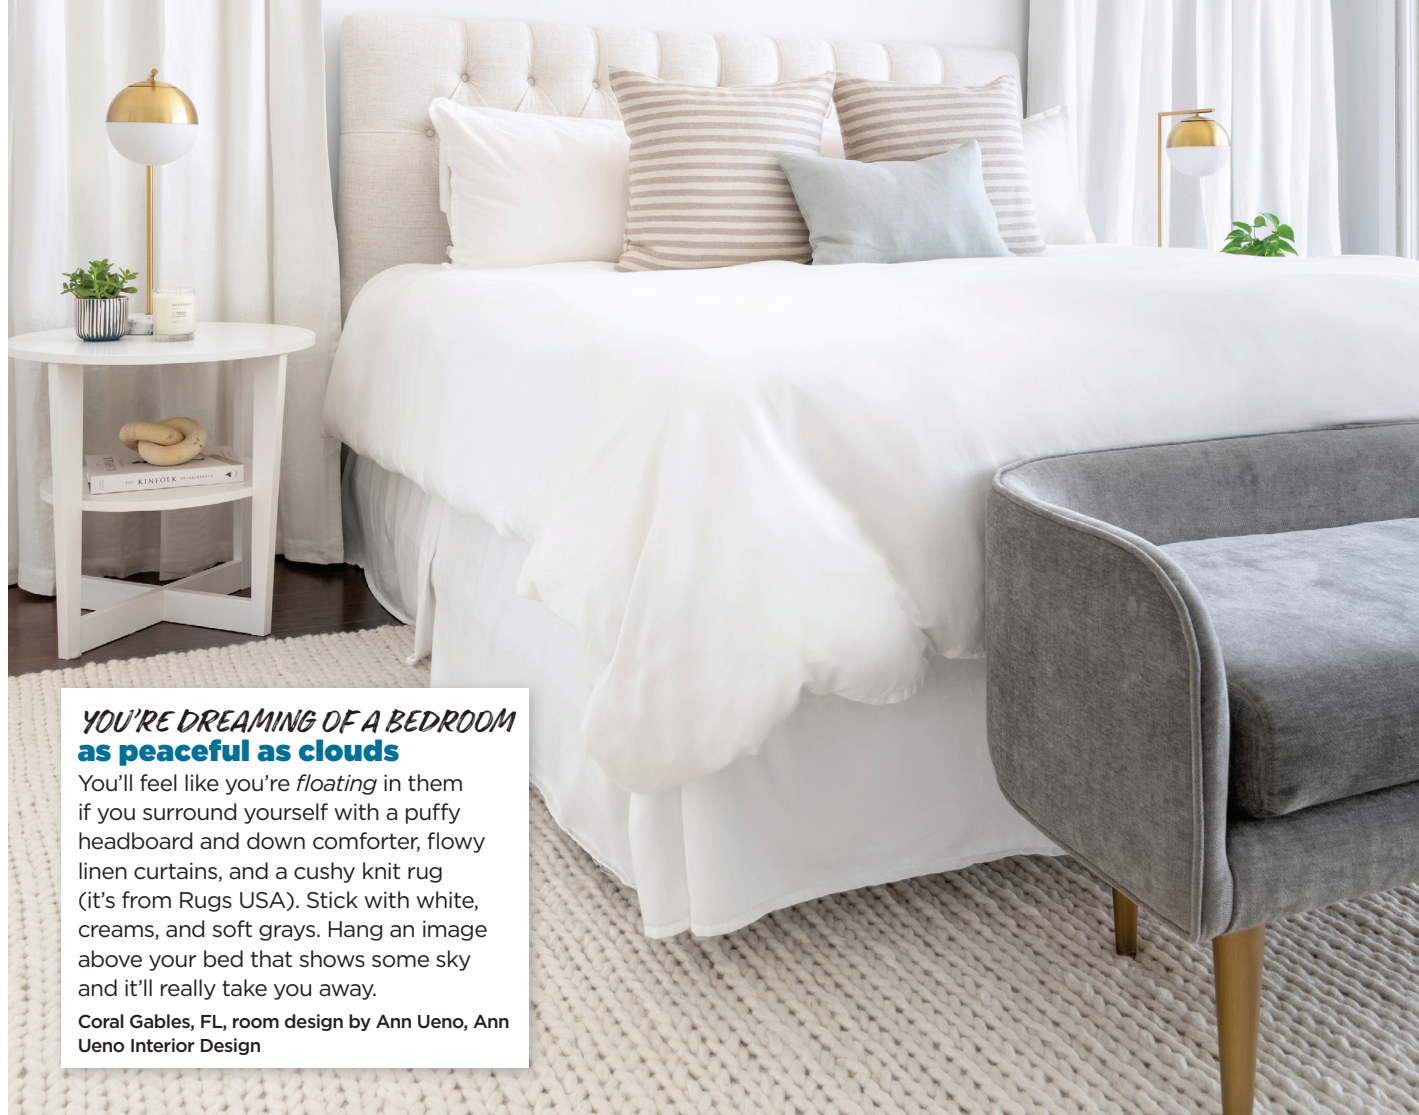 THE KINFOLK
YOU'RE DREAMING OF A BEDROOM
as peaceful as clouds
You'll feel like you're floating in them
if you surround yourself with a puffy
headboard and down comforter, flowy
linen curtains, and a cushy knit rug
(it's from Rugs USA). Stick with white,
creams, and soft grays. Hang an image
above your bed that shows some sky
and it'll really take you away.
Coral Gables, FL, room design by Ann Ueno, Ann
Ueno Interior Design